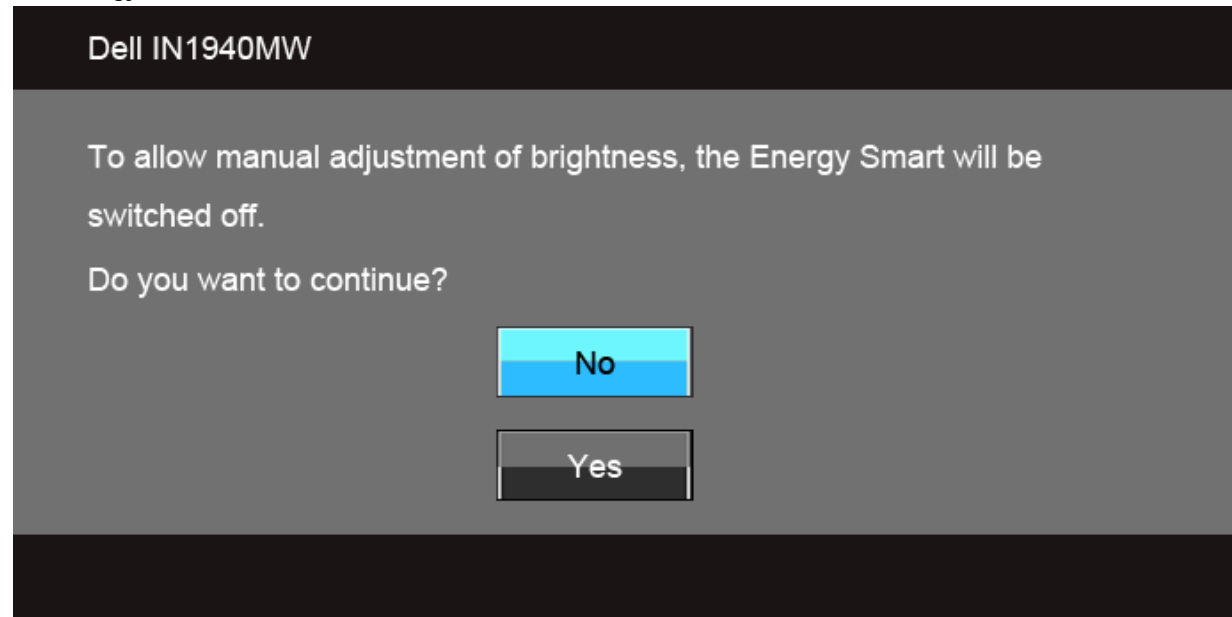 Dell IN1940MW
To allow manual adjustment of brightness, the Energy Smart will be
switched off.
Do you want to continue?
No
Yes